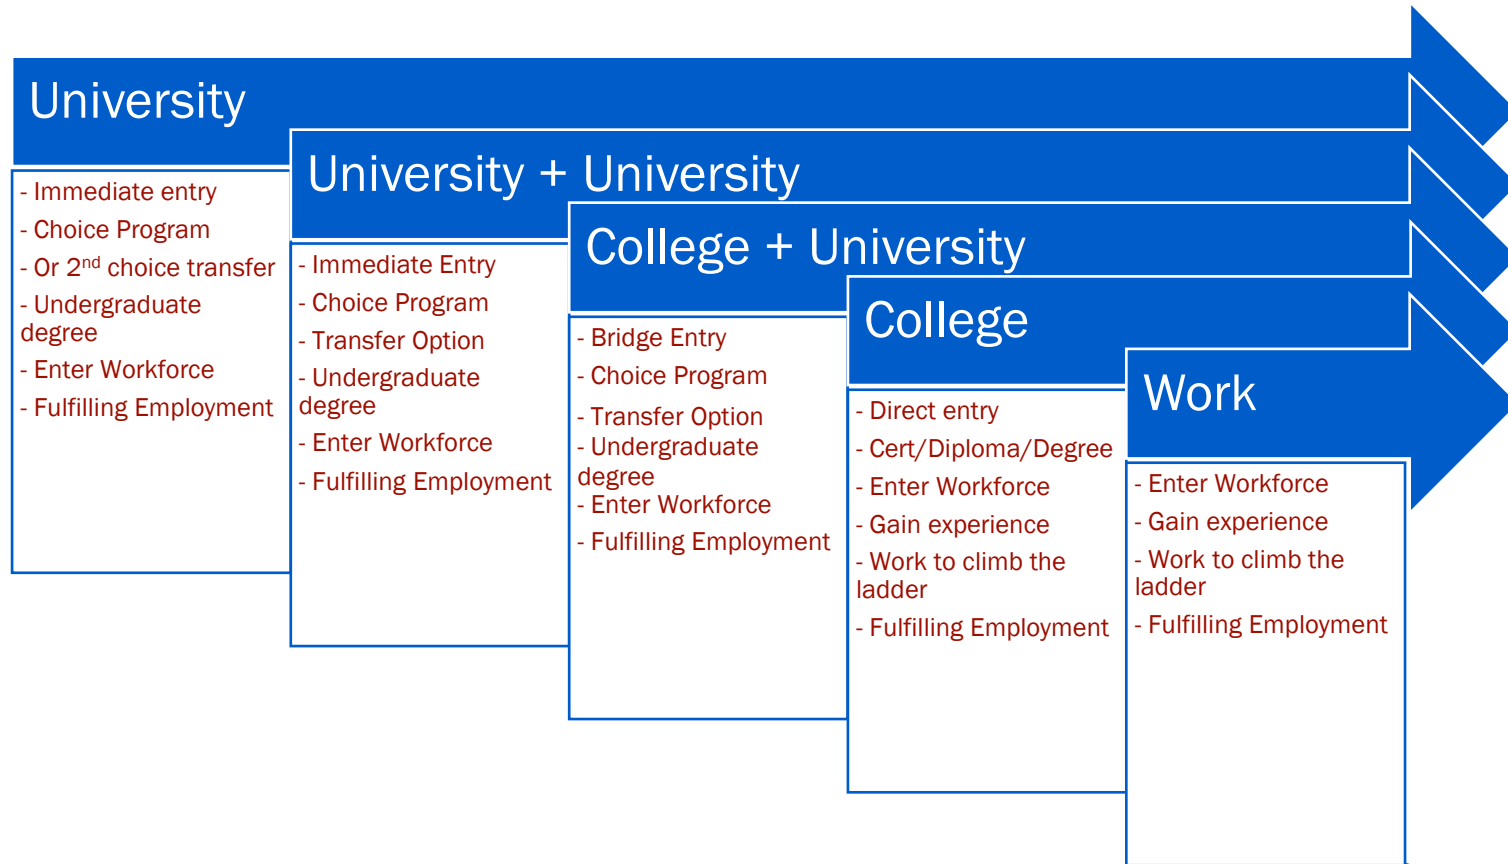 University
- Immediate entry
- Choice Program
- Or 2nd choice transfer
- Undergraduate
degree
- Enter Workforce
- Fulfilling Employment
University + University
- Immediate Entry
- Choice Program
- Transfer Option
- Undergraduate
degree
- Enter Workforce
- Fulfilling Employment
College + University
- Bridge Entry
- Choice Program
- Transfer Option
- Undergraduate
degree
- Enter Workforce
- Fulfilling Employment
College
- Direct entry
- Cert/Diploma/Degree
- Enter Workforce
- Gain experience
- Work to climb the
ladder
- Fulfilling Employment
Work
- Enter Workforce
- Gain experience
- Work to climb the
ladder
- Fulfilling Employment